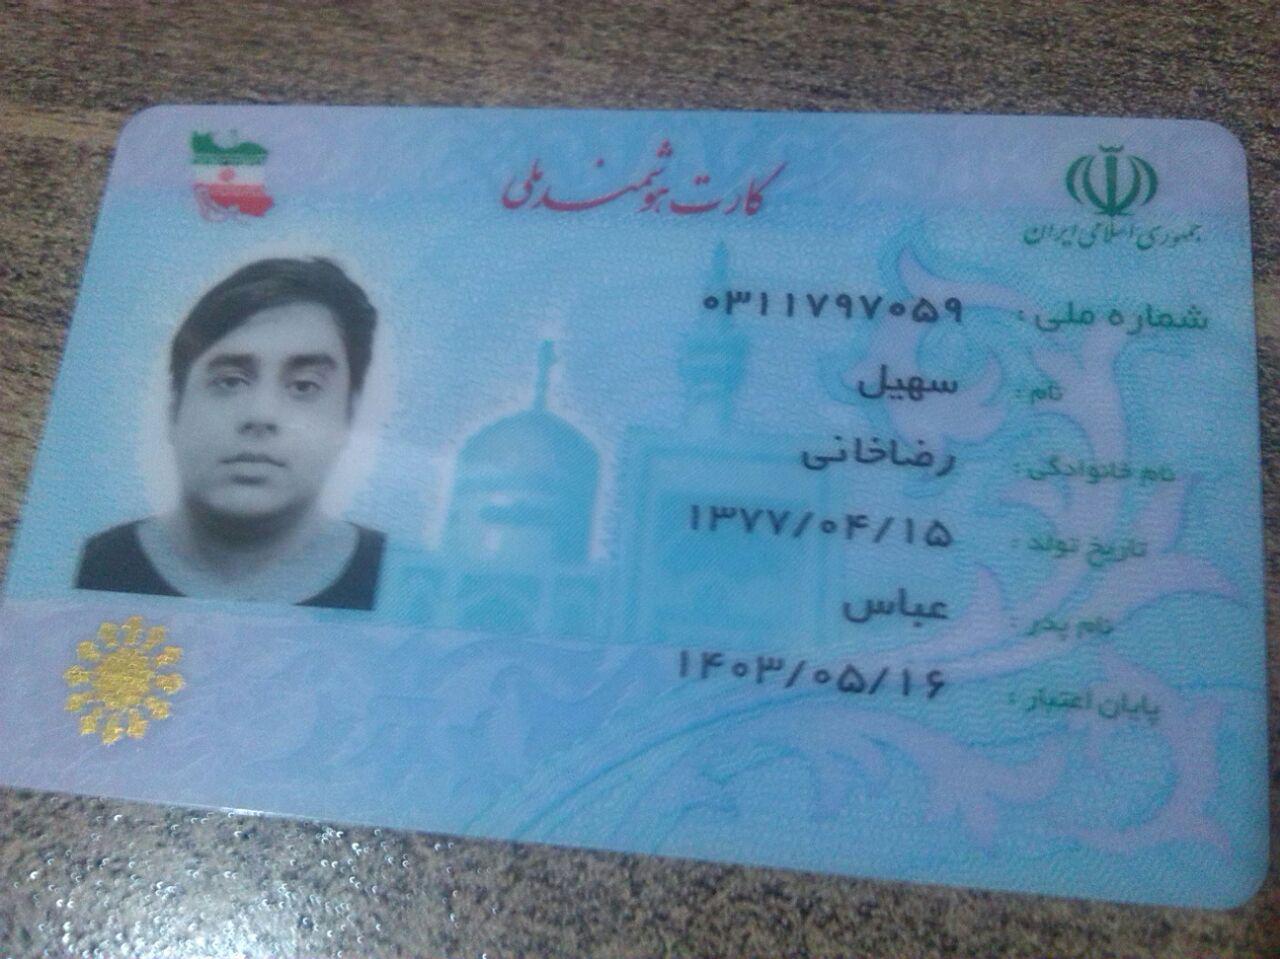 کارت هوشمند ملی
جمهوری اسلامی ایران
شماره ملی : ۰۳۱۱۷۹۷۰۵۹
نام : سهیل
نام خانوادگی : رضاخانی
تاریخ تولد : ۱۳۷۷/۰۴/۱۵
نام پدر : عباس
پایان اعتبار : ۱۴۰۳/۰۵/۱۶